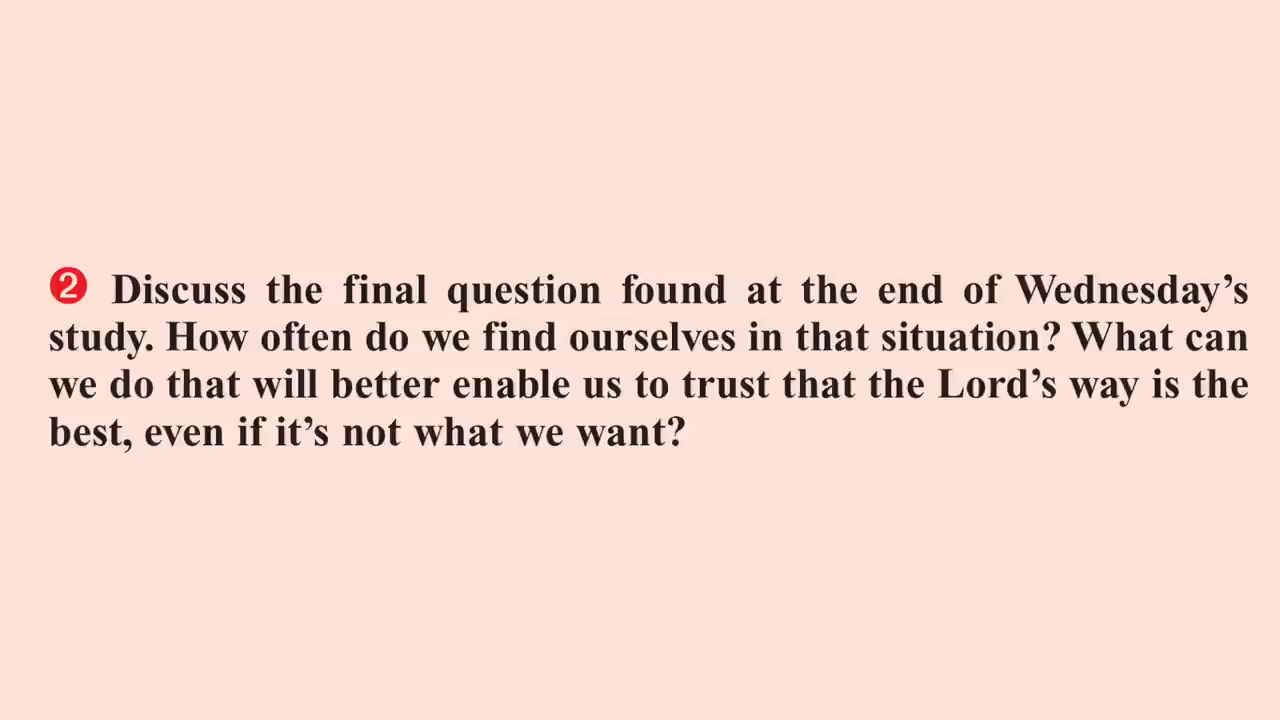 ❷ Discuss the final question found at the end of Wednesday’s
study. How often do we find ourselves in that situation? What can
we do that will better enable us to trust that the Lord’s way is the
best, even if it’s not what we want?